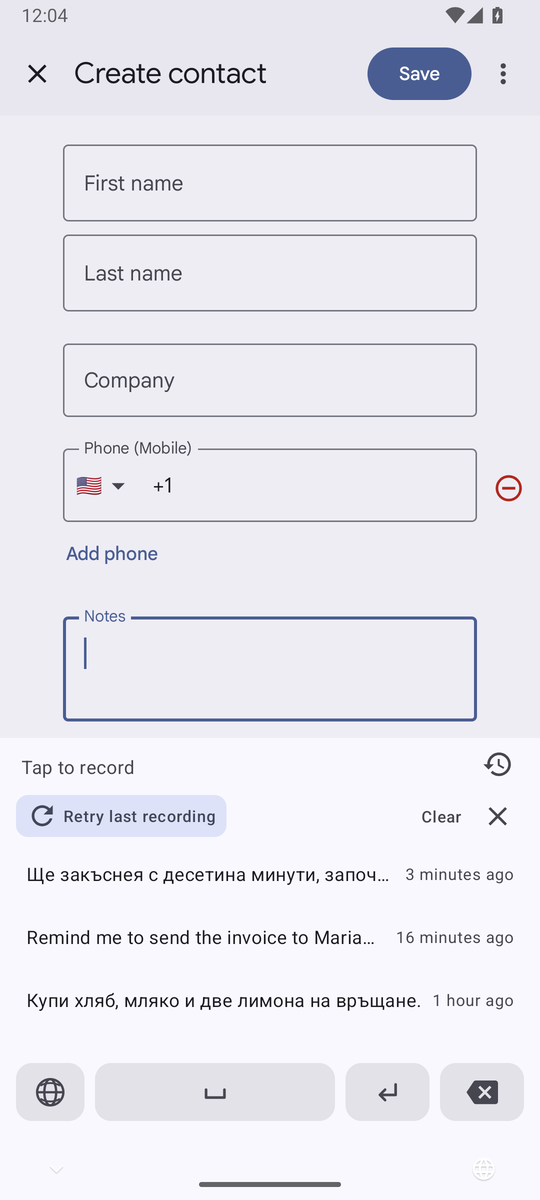 12:04
Create contact
Save
First name
Last name
Company
Phone (Mobile)
+1
Add phone
Notes
Tap to record
Retry last recording
Clear
Ще закъснея с десетина минути, започ... 3 minutes ago
Remind me to send the invoice to Maria... 16 minutes ago
Купи хляб, мляко и две лимона на връщане. 1 hour ago